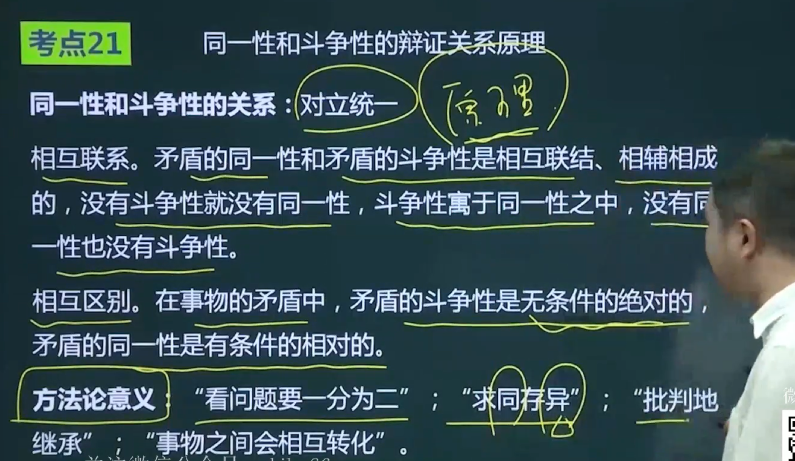 考点21
同一性和斗争性的辩证关系原理
同一性和斗争性的关系：对立统一
原理
相互联系。矛盾的同一性和矛盾的斗争性是相互联结、相辅相成
的，没有斗争性就没有同一性，斗争性寓于同一性之中，没有同
一性也没有斗争性。
相互区别。在事物的矛盾中，矛盾的斗争性是无条件的绝对的，
矛盾的同一性是有条件的相对的。
方法论意义：“看问题要一分为二”；“求同存异”；“批判地
继承”；“事物之间会相互转化”。